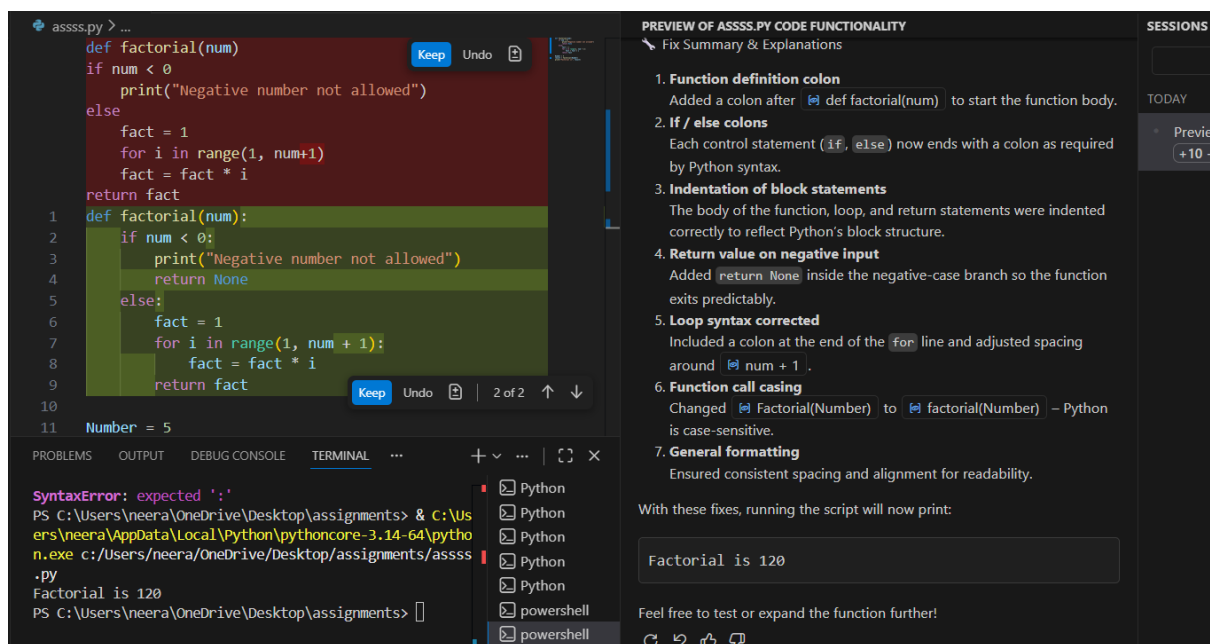 assss.py > ...
def factorial(num)
if num < 0
print("Negative number not allowed")
else
fact = 1
for i in range(1, num+1)
fact = fact * i
return fact
Keep Undo
1 def factorial(num):
2 if num < 0:
3 print("Negative number not allowed")
4 return None
5 else:
6 fact = 1
7 for i in range(1, num + 1):
8 fact = fact * i
9 return fact
Keep Undo 2 of 2
10
11 Number = 5
PROBLEMS OUTPUT DEBUG CONSOLE TERMINAL ...
SyntaxError: expected ':'
PS C:\Users\neera\OneDrive\Desktop\assignments> & C:\Us
ers\neera\AppData\Local\Python\pythoncore-3.14-64\pytho
n.exe c:/Users/neera/OneDrive/Desktop/assignments/assss
.py
Factorial is 120
PS C:\Users\neera\OneDrive\Desktop\assignments>
Python
Python
Python
Python
Python
powershell
powershell
PREVIEW OF ASSSS.PY CODE FUNCTIONALITY
Fix Summary & Explanations
1. Function definition colon
Added a colon after def factorial(num) to start the function body.
2. If / else colons
Each control statement (if, else) now ends with a colon as required
by Python syntax.
3. Indentation of block statements
The body of the function, loop, and return statements were indented
correctly to reflect Python's block structure.
4. Return value on negative input
Added return None inside the negative-case branch so the function
exits predictably.
5. Loop syntax corrected
Included a colon at the end of the for line and adjusted spacing
around num + 1 .
6. Function call casing
Changed Factorial(Number) to factorial(Number) – Python
is case-sensitive.
7. General formatting
Ensured consistent spacing and alignment for readability.
With these fixes, running the script will now print:
Factorial is 120
Feel free to test or expand the function further!
SESSIONS
TODAY
Previe
+10 -